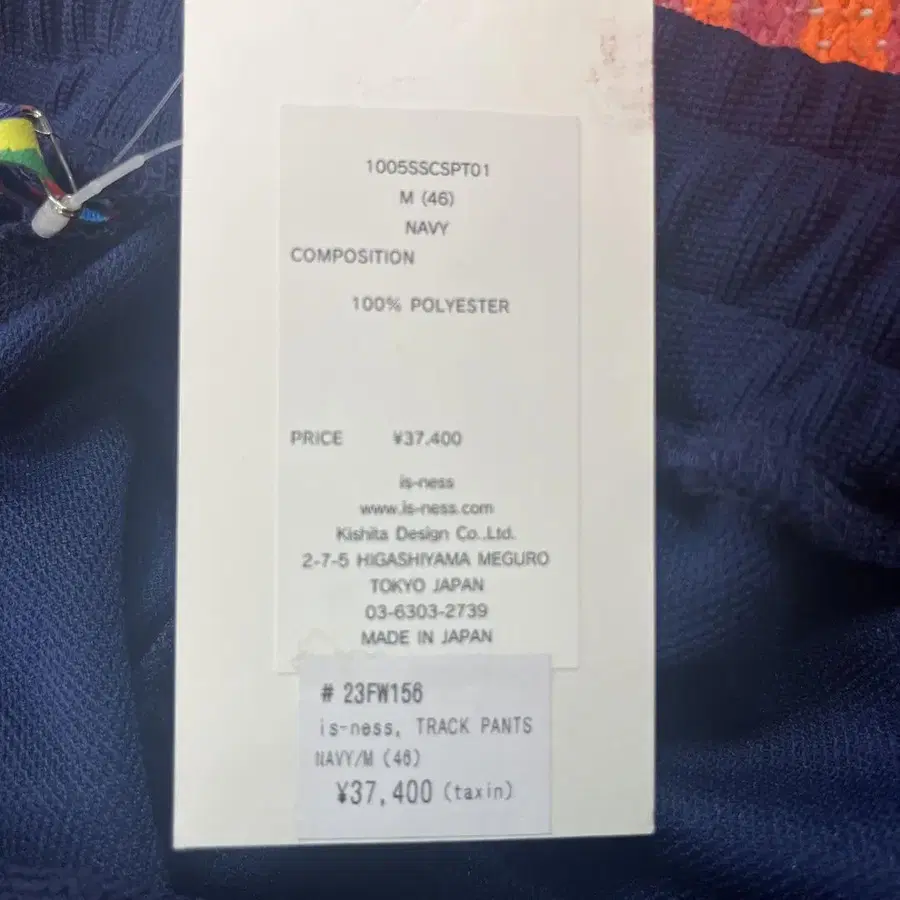 1005SSCSPT01
M (46)
NAVY
COMPOSITION
100% POLYESTER
PRICE ¥37.400
is-ness
www.is-ness.com
Kishita Design Co.,Ltd.
2-7-5 HIGASHIYAMA MEGURO
TOKYO JAPAN
03-6303-2739
MADE IN JAPAN
# 23FW156
is-ness, TRACK PANTS
NAVY/M (46)
¥37,400 (taxin)